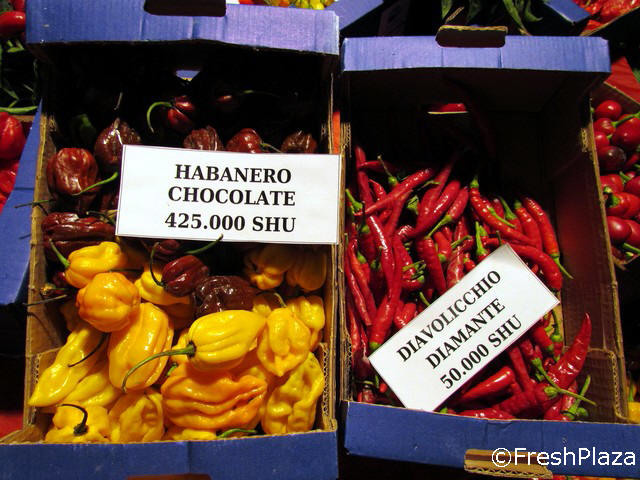 HABANERO
CHOCOLATE
425.000 SHU
DIAVOLICCHIO
DIAMANTE
50.000 SHU
©FreshPlaza